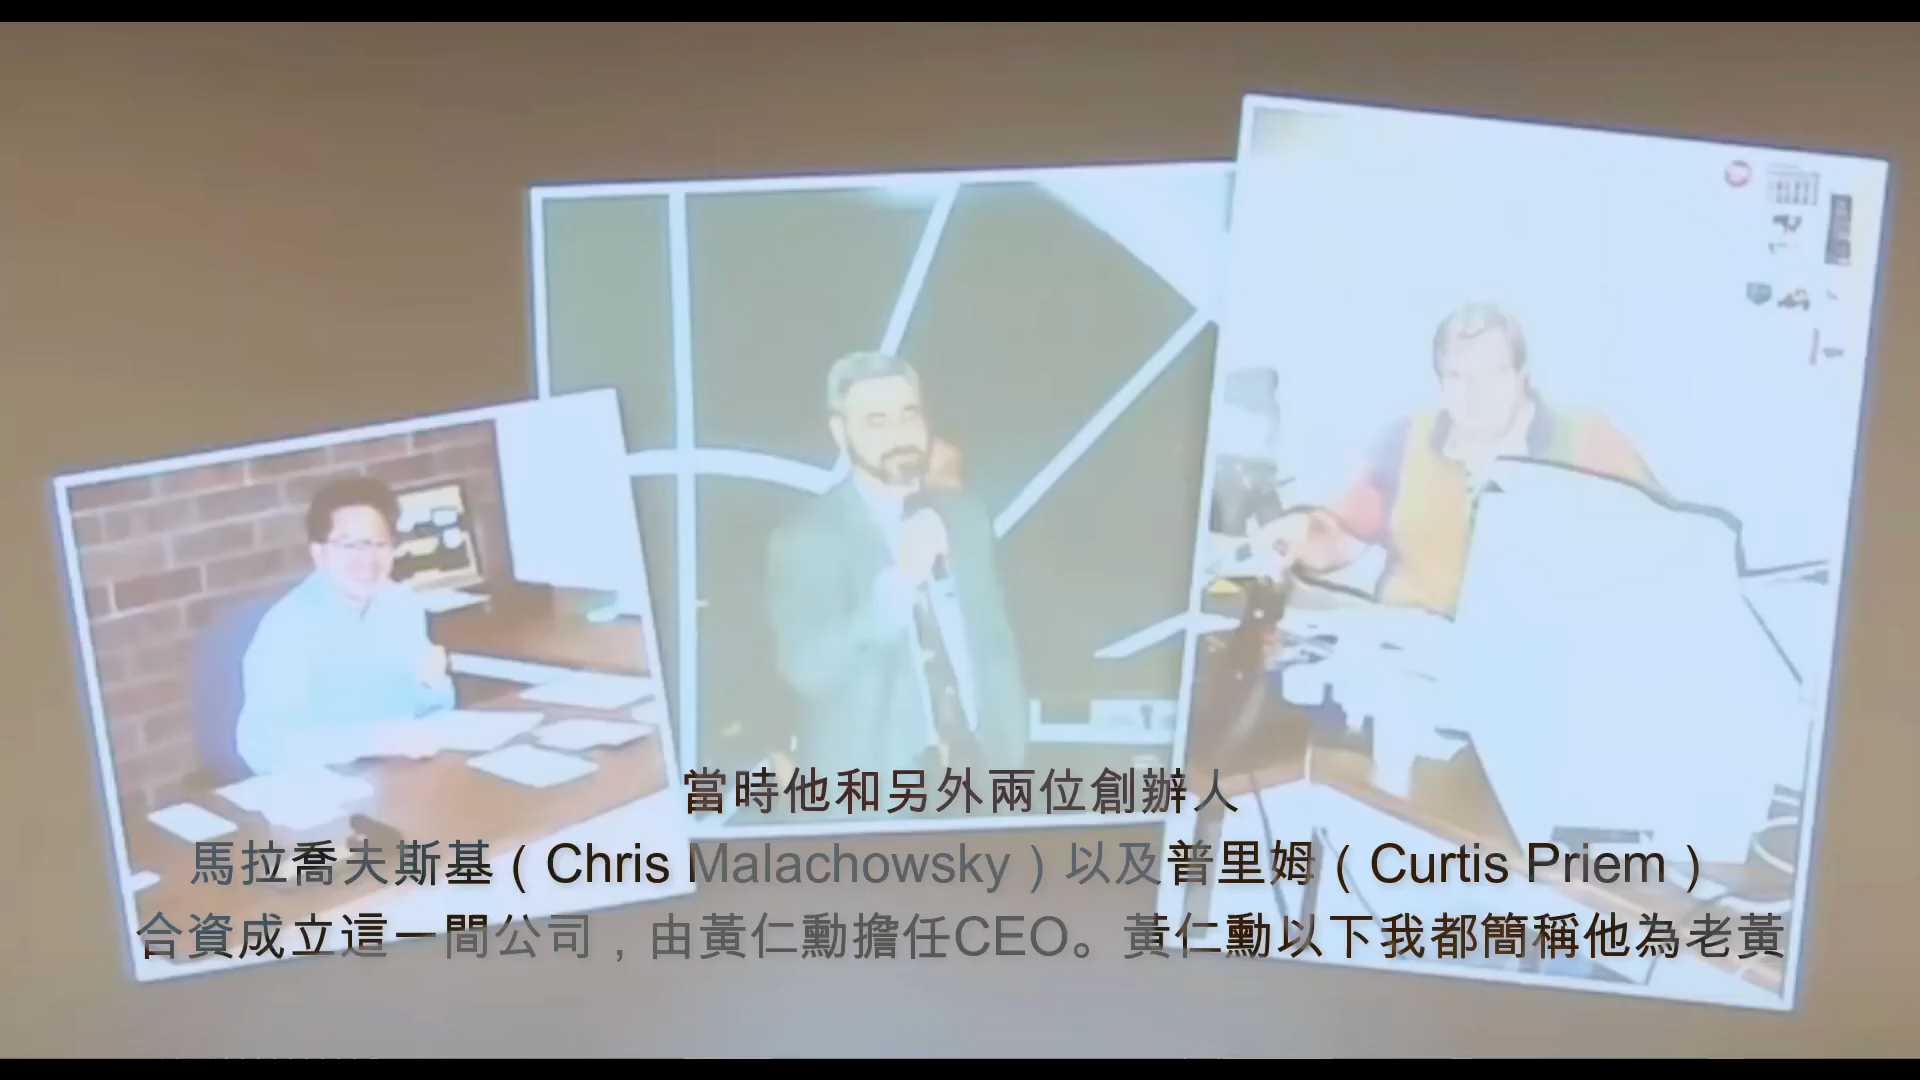 當時他和另外兩位創辦人
馬拉喬夫斯基（Chris Malachowsky）以及普里姆（Curtis Priem）
合資成立這一間公司，由黃仁勳擔任CEO。黃仁勳以下我都簡稱他為老黃